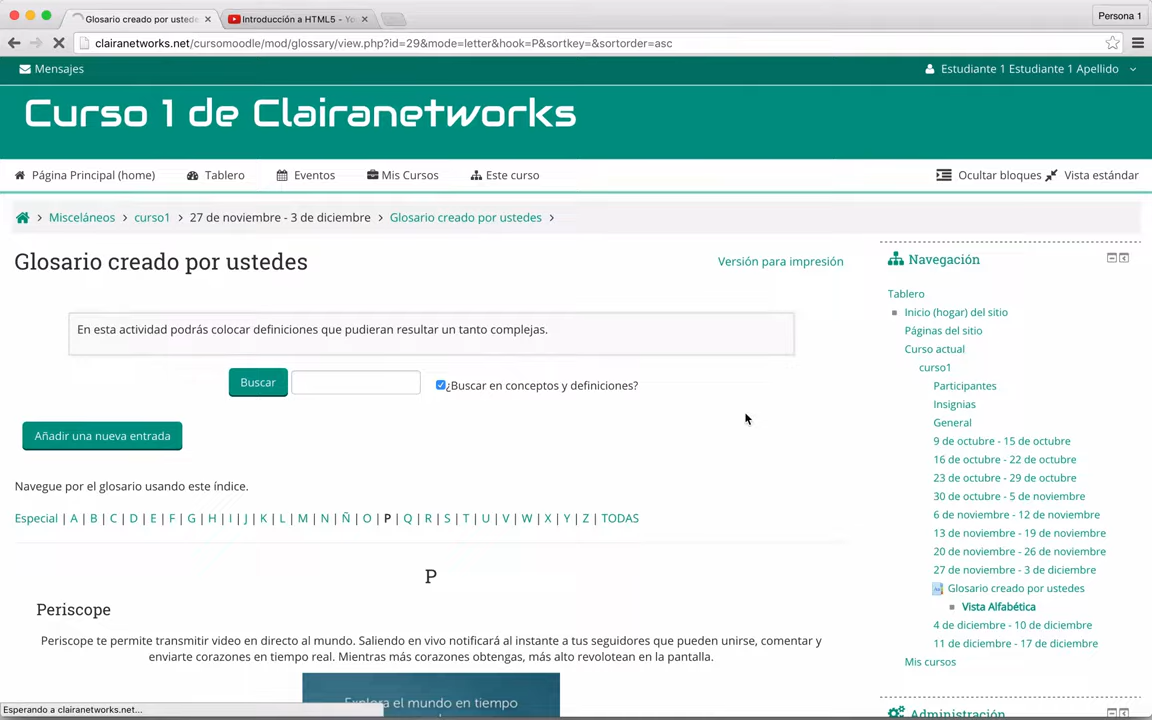 Glosario creado por ustede
Introducción a HTML5 - Yo
Persona 1
clairanetworks.net/cursomoodle/mod/glossary/view.php?id=29&mode=letter&hook=P&sortkey=&sortorder=asc
Mensajes
Estudiante 1 Estudiante 1 Apellido
Curso 1 de Clairanetworks
Página Principal (home) Tablero Eventos Mis Cursos Este curso Ocultar bloques Vista estándar
Misceláneos > curso1 > 27 de noviembre - 3 de diciembre > Glosario creado por ustedes >
Glosario creado por ustedes
Versión para impresión
En esta actividad podrás colocar definiciones que pudieran resultar un tanto complejas.
Buscar ¿Buscar en conceptos y definiciones?
Añadir una nueva entrada
Navegue por el glosario usando este índice.
Especial | A | B | C | D | E | F | G | H | I | J | K | L | M | N | Ñ | O | P | Q | R | S | T | U | V | W | X | Y | Z | TODAS
P
Periscope
Periscope te permite transmitir video en directo al mundo. Saliendo en vivo notificará al instante a tus seguidores que pueden unirse, comentar y
enviarte corazones en tiempo real. Mientras más corazones obtengas, más alto revolotean en la pantalla.
Explora el mundo en tiempo
Navegación
Tablero
Inicio (hogar) del sitio
Páginas del sitio
Curso actual
curso1
Participantes
Insignias
General
9 de octubre - 15 de octubre
16 de octubre - 22 de octubre
23 de octubre - 29 de octubre
30 de octubre - 5 de noviembre
6 de noviembre - 12 de noviembre
13 de noviembre - 19 de noviembre
20 de noviembre - 26 de noviembre
27 de noviembre - 3 de diciembre
Glosario creado por ustedes
Vista Alfabética
4 de diciembre - 10 de diciembre
11 de diciembre - 17 de diciembre
Mis cursos
Administración
Esperando a clairanetworks.net...